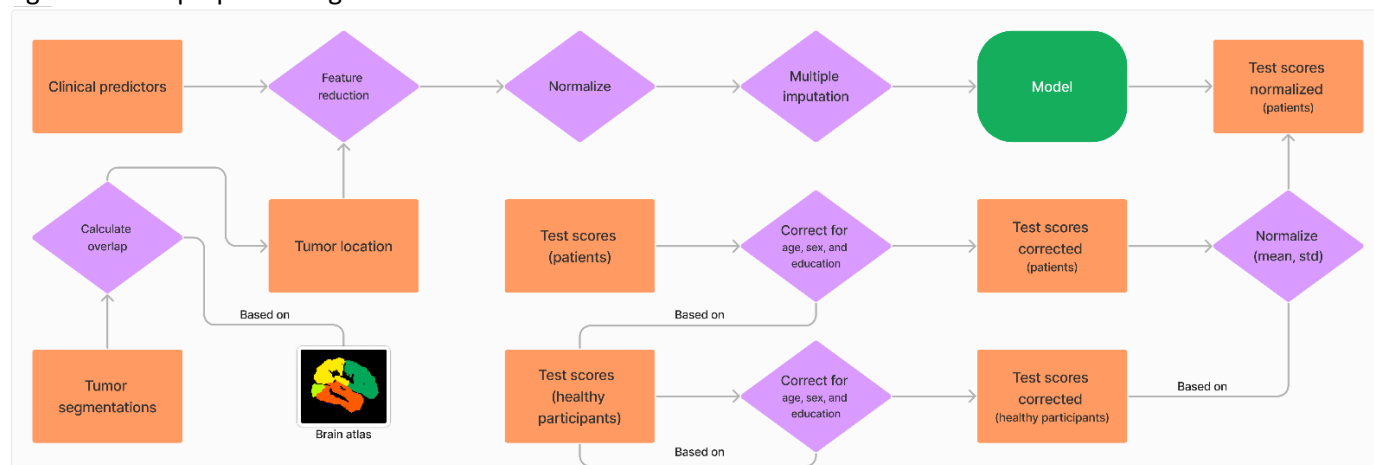 Clinical predictors
Feature
reduction
Normalize
Multiple
imputation
Model
Test scores
normalized
(patients)
Calculate
overlap
Tumor location
Test scores
(patients)
Correct for
age, sex, and
education
Test scores
corrected
(patients)
Normalize
(mean, std)
Based on
Based on
Tumor
segmentations
Brain atlas
Test scores
(healthy
participants)
Correct for
age, sex, and
education
Test scores
corrected
(healthy participants)
Based on
Based on